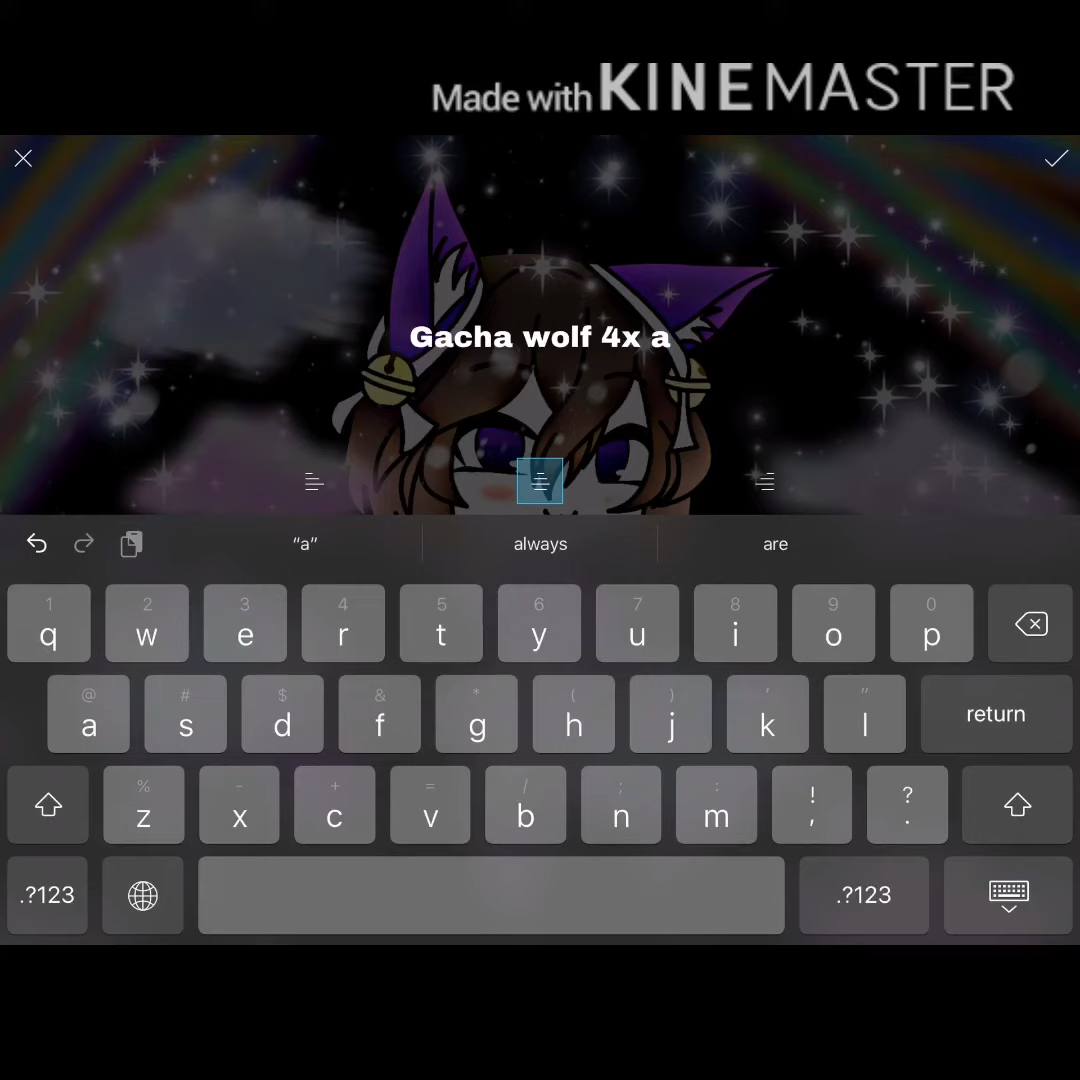 Made with KINEMASTER
Gacha wolf 4x a
“a” always are
1 2 3 4 5 6 7 8 9 0
q w e r t y u i o p
@ # $ & * ( ) ' "
a s d f g h j k l return
% - + = / ; : ! ?
z x c v b n m , .
.?123 .?123